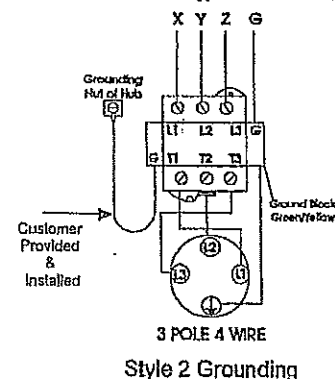 X Y Z G
Grounding
Nut of Hub
L1 L2 L3 G
G T1 T2 T3
Ground Block
Green/Yellow
Customer
Provided
&
Installed
L2
L3 L1
3 POLE 4 WIRE
Style 2 Grounding